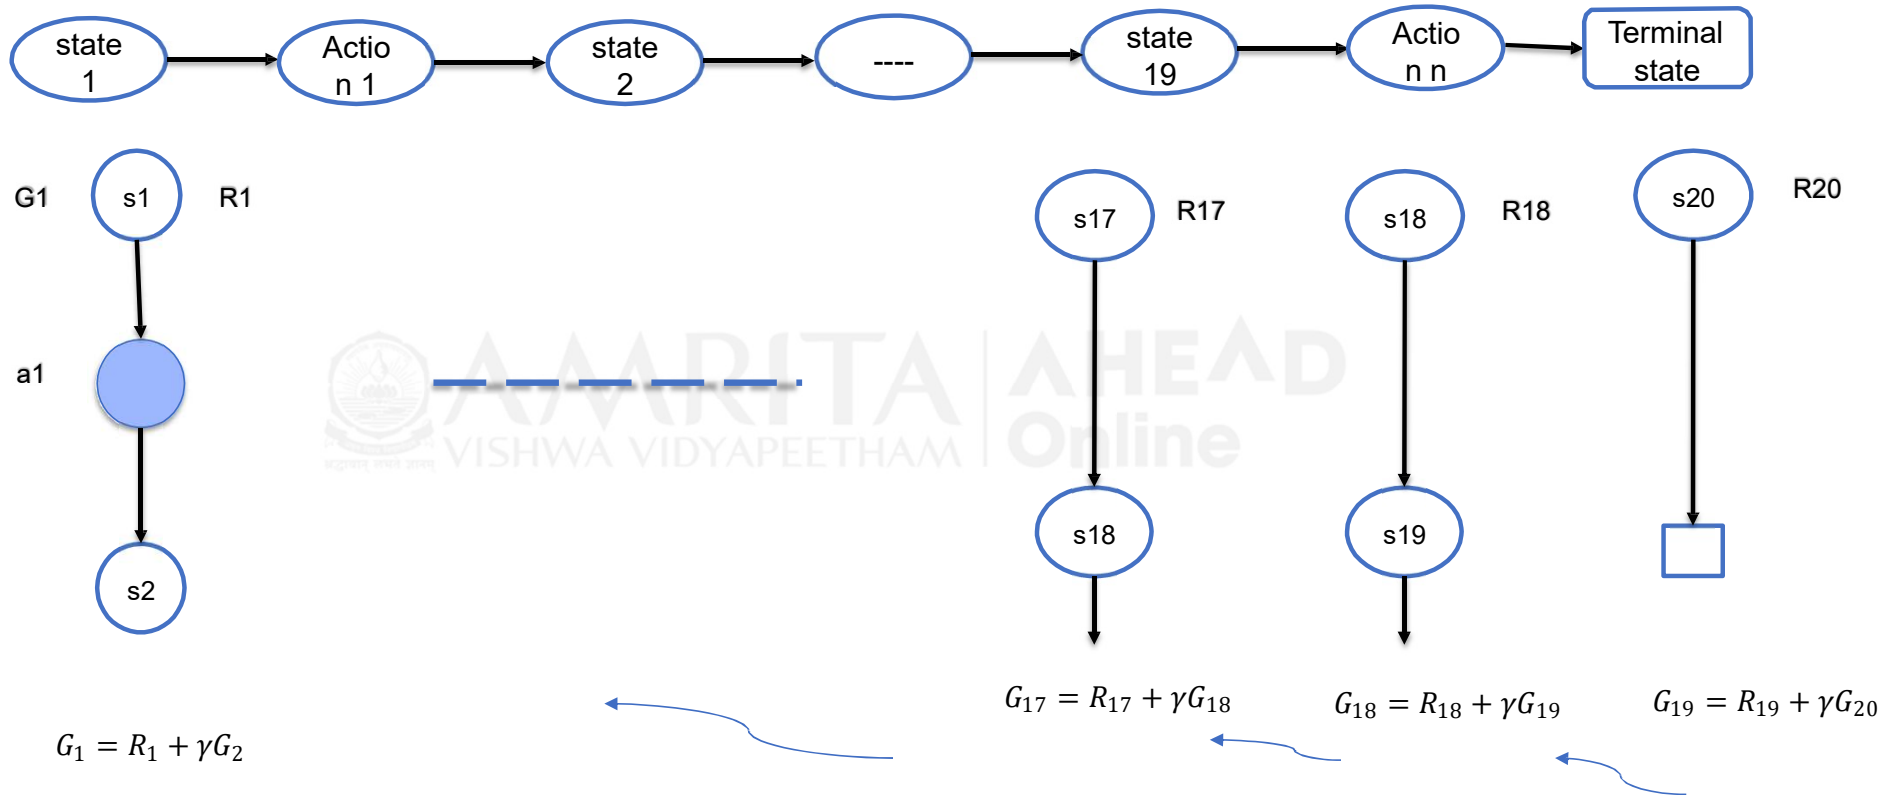 state
1
Actio
n 1
state
2
----
state
19
Actio
n n
Terminal
state
G1
s1
R1
s17
R17
s18
R18
s20
R20
a1
AMRITA
VISHWA VIDYAPEETHAM
AHEAD
Online
s2
s18
s19
G₁ = R₁ + γG₂
G₁₇ = R₁₇ + γG₁₈
G₁₈ = R₁₈ + γG₁₉
G₁₉ = R₁₉ + γG₂₀